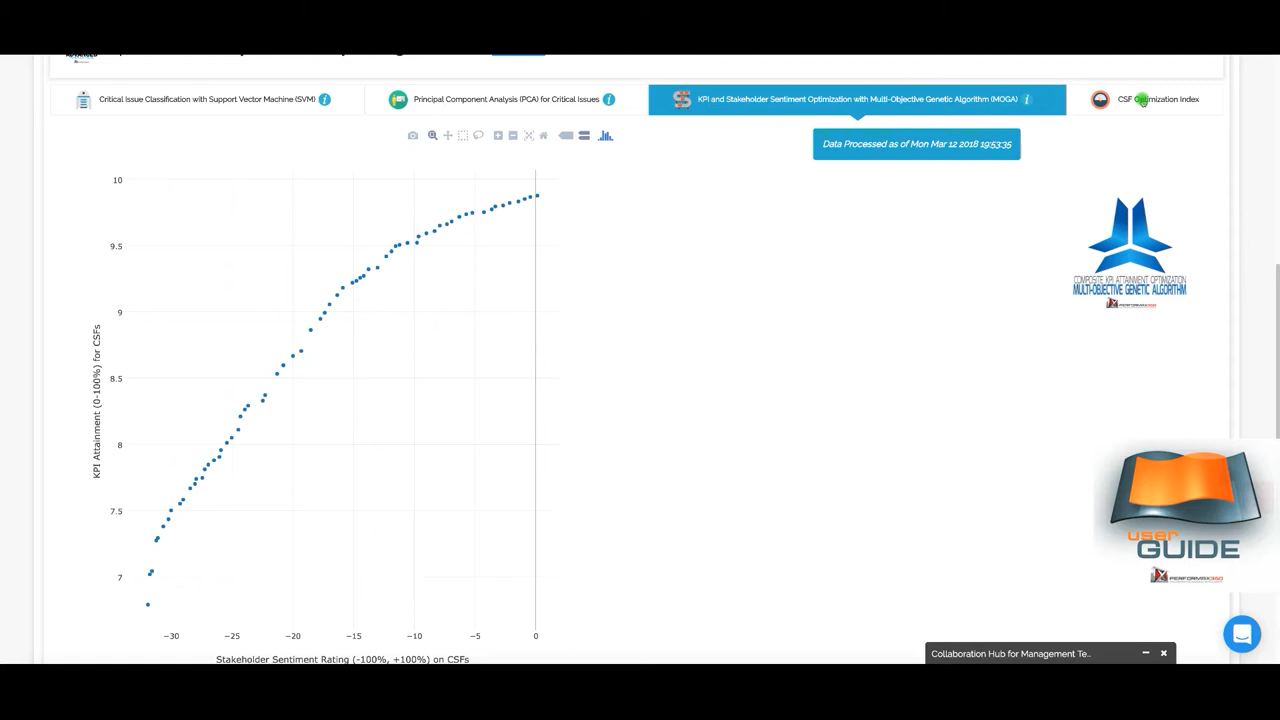 Critical Issue Classification with Support Vector Machine (SVM)
Principal Component Analysis (PCA) for Critical Issues
KPI and Stakeholder Sentiment Optimization with Multi-Objective Genetic Algorithm (MOGA)
CSF Optimization Index
Data Processed as of Mon Mar 12 2018 19:53:35
10
9.5
9
8.5
8
7.5
7
KPI Attainment (0-100%) for CSFs
−30
−25
−20
−15
−10
−5
0
Stakeholder Sentiment Rating (-100%, +100%) on CSFs
COMPOSITE KPI ATTAINMENT OPTIMIZATION
MULTI-OBJECTIVE GENETIC ALGORITHM
PERFORMAX360
user
GUIDE
PERFORMAX360
Collaboration Hub for Management Te...